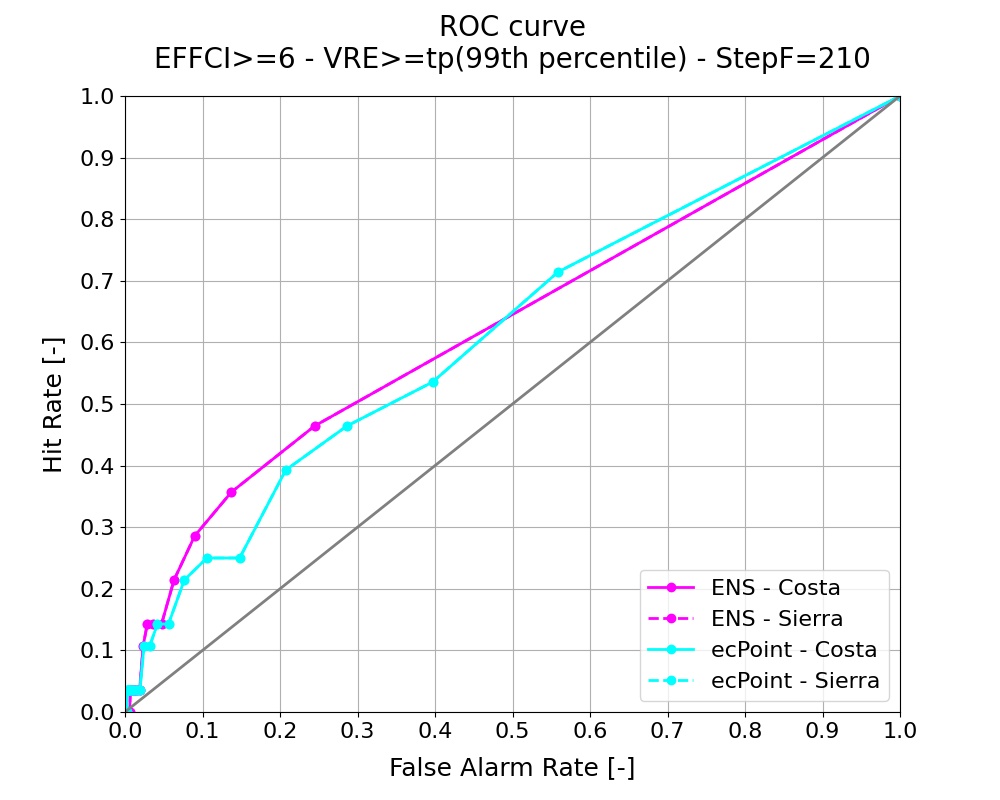 ROC curve
EFFCI>=6 - VRE>=tp(99th percentile) - StepF=210
1.0
0.9
0.8
0.7
0.6
0.5
0.4
0.3
0.2
0.1
0.0
Hit Rate [-]
ENS - Costa
ENS - Sierra
ecPoint - Costa
ecPoint - Sierra
0.0 0.1 0.2 0.3 0.4 0.5 0.6 0.7 0.8 0.9 1.0
False Alarm Rate [-]